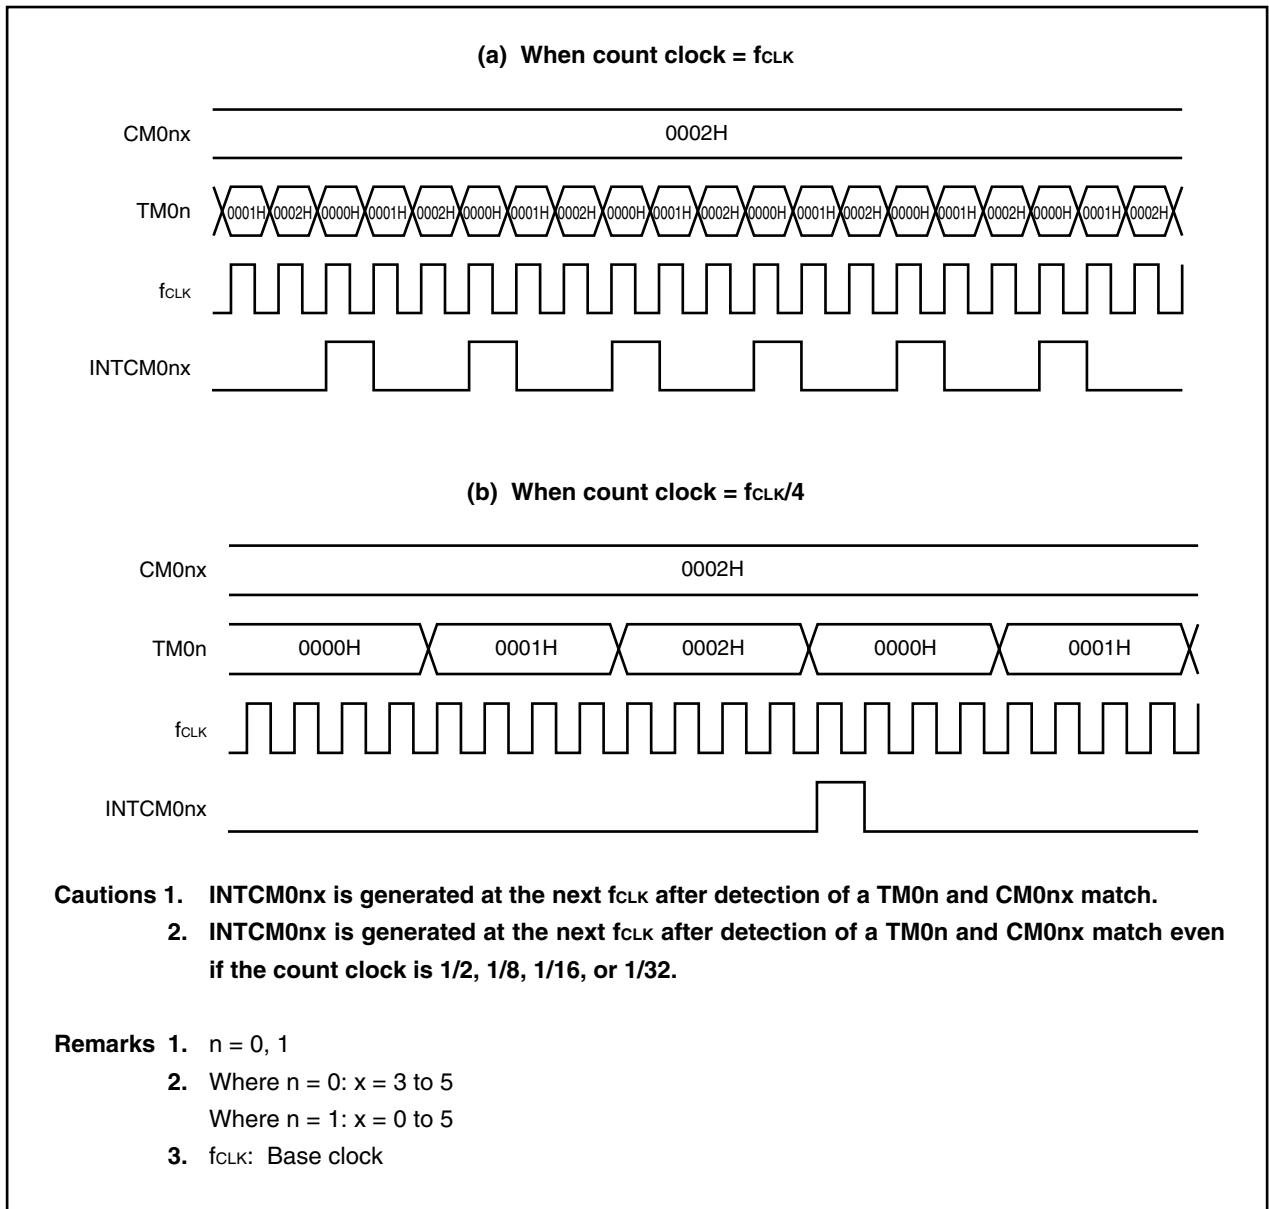 (a) When count clock = fCLK
CM0nx 0002H
TM0n 0001H 0002H 0000H 0001H 0002H 0000H 0001H 0002H 0000H 0001H 0002H 0000H 0001H 0002H 0000H 0001H 0002H 0000H 0001H 0002H
fCLK
INTCM0nx
(b) When count clock = fCLK/4
CM0nx 0002H
TM0n 0000H 0001H 0002H 0000H 0001H
fCLK
INTCM0nx
Cautions 1. INTCM0nx is generated at the next fCLK after detection of a TM0n and CM0nx match.
2. INTCM0nx is generated at the next fCLK after detection of a TM0n and CM0nx match even
if the count clock is 1/2, 1/8, 1/16, or 1/32.
Remarks 1. n = 0, 1
2. Where n = 0: x = 3 to 5
Where n = 1: x = 0 to 5
3. fCLK: Base clock